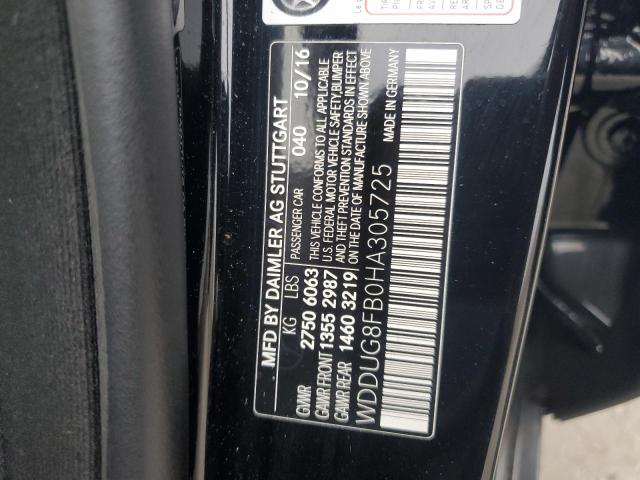 MFD BY DAIMLER AG STUTTGART
KG LBS PASSENGER CAR 040 10/16
GVWR 2750 6063 THIS VEHICLE CONFORMS TO ALL APPLICABLE
GAWR FRONT 1355 2987 U.S. FEDERAL MOTOR VEHICLE SAFETY,BUMPER
GAWR REAR 1460 3219 AND THEFT PREVENTION STANDARDS IN EFFECT
ON THE DATE OF MANUFACTURE SHOWN ABOVE
WDDUG8FB0HA305725 MADE IN GERMANY